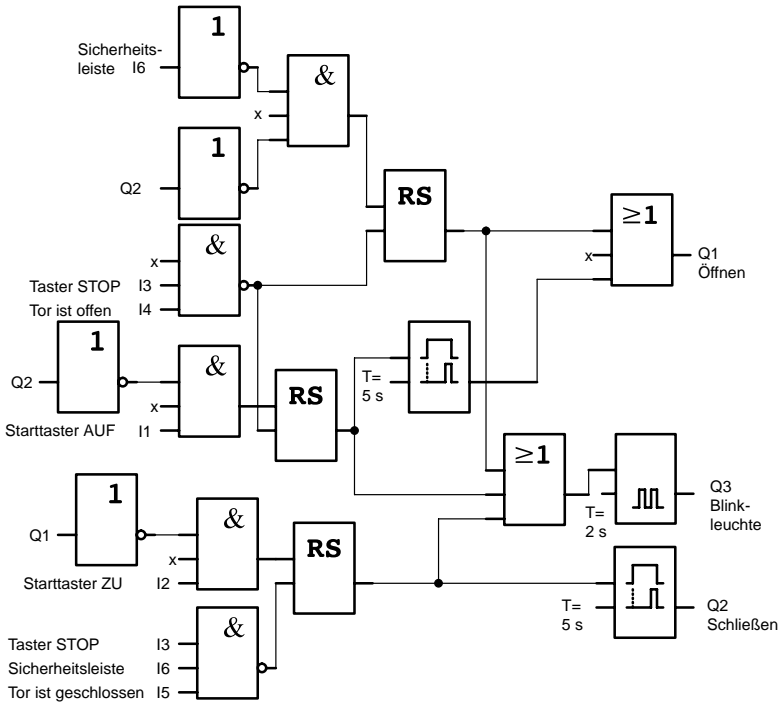 1
Sicherheits-
leiste I6
&
x
1
Q2
RS
&
x
Taster STOP I3
Tor ist offen I4
≥1
x
Q1
Öffnen
1
Q2
&
x
Starttaster AUF I1
RS
T=
5 s
≥1
T=
2 s
Q3
Blink-
leuchte
1
Q1
&
x
Starttaster ZU I2
RS
T=
5 s
Q2
Schließen
&
Taster STOP I3
Sicherheitsleiste I6
Tor ist geschlossen I5